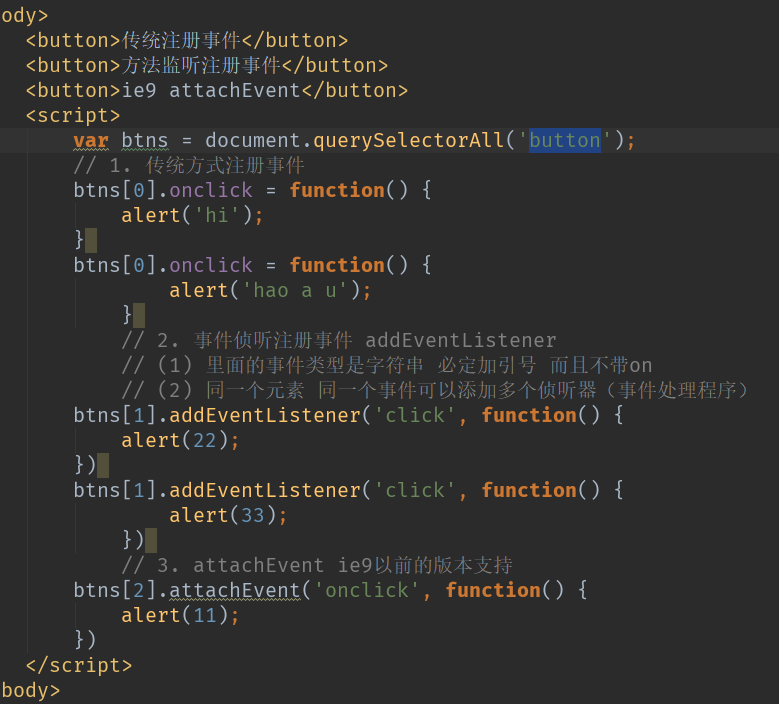 ody>
<button>传统注册事件</button>
<button>方法监听注册事件</button>
<button>ie9 attachEvent</button>
<script>
var btns = document.querySelectorAll('button');
// 1. 传统方式注册事件
btns[0].onclick = function() {
alert('hi');
}
btns[0].onclick = function() {
alert('hao a u');
}
// 2. 事件侦听注册事件 addEventListener
// (1) 里面的事件类型是字符串 必定加引号 而且不带on
// (2) 同一个元素 同一个事件可以添加多个侦听器（事件处理程序）
btns[1].addEventListener('click', function() {
alert(22);
})
btns[1].addEventListener('click', function() {
alert(33);
})
// 3. attachEvent ie9以前的版本支持
btns[2].attachEvent('onclick', function() {
alert(11);
})
</script>
body>